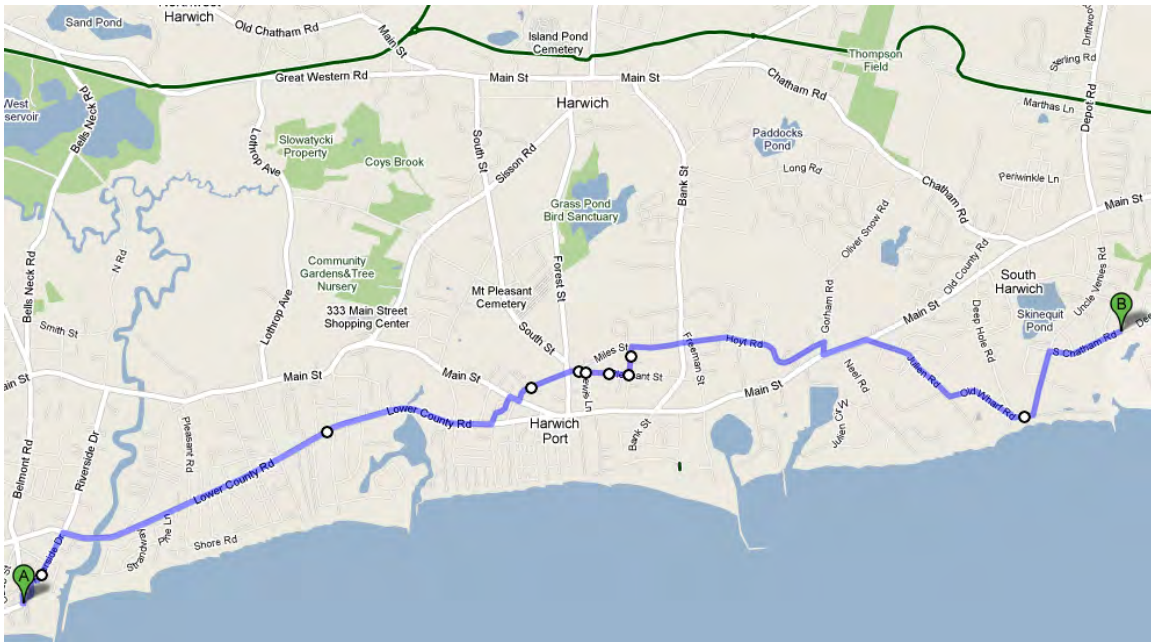 Northwest
Harwich
Sand Pond
Old Chatham Rd
Main St
Island Pond
Cemetery
Thompson
Field
Driftwood
Sterling Rd
Great Western Rd
Main St
Main St
Chatham Rd
Marthas Ln
Depot Rd
West
Reservoir
Bells Neck Rd
Harwich
Lothrop Ave
Slowatycki
Property
Coys Brook
South St
Sisson Rd
Paddocks
Pond
Long Rd
Bank St
Periwinkle Ln
Chatham Rd
Main St
Grass Pond
Bird Sanctuary
Oliver Snow Rd
Old County Rd
Bells Neck Rd
N Rd
Community
Gardens&Tree
Nursery
Forest St
Mt Pleasant
Cemetery
South
Harwich
Uncle Venies Rd
Lothrop Ave
333 Main Street
Shopping Center
Gorham Rd
Main St
Deep Hole Rd
Skinequit
Pond
B
Smith St
South St
Miles St
Freeman St
Hoyt Rd
S Chatham Rd
Main St
Main St
Main St
Neel Rd
Julien Rd
Old Wharf Rd
Lower County Rd
Harwich
Port
Bank St
Belmont Rd
Riverside Dr
Pleasant Rd
Lower County Rd
Strandway
Shore Rd
A